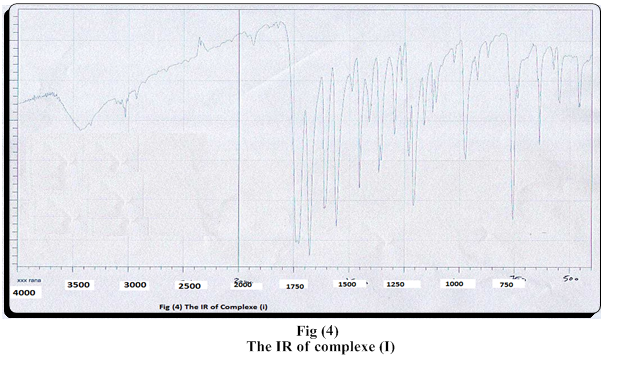 xxx rana
4000 3500 3000 2500 2000 1750 1500 1250 1000 750 500
Fig (4) The IR of Complexe (i)
Fig (4)
The IR of complexe (I)